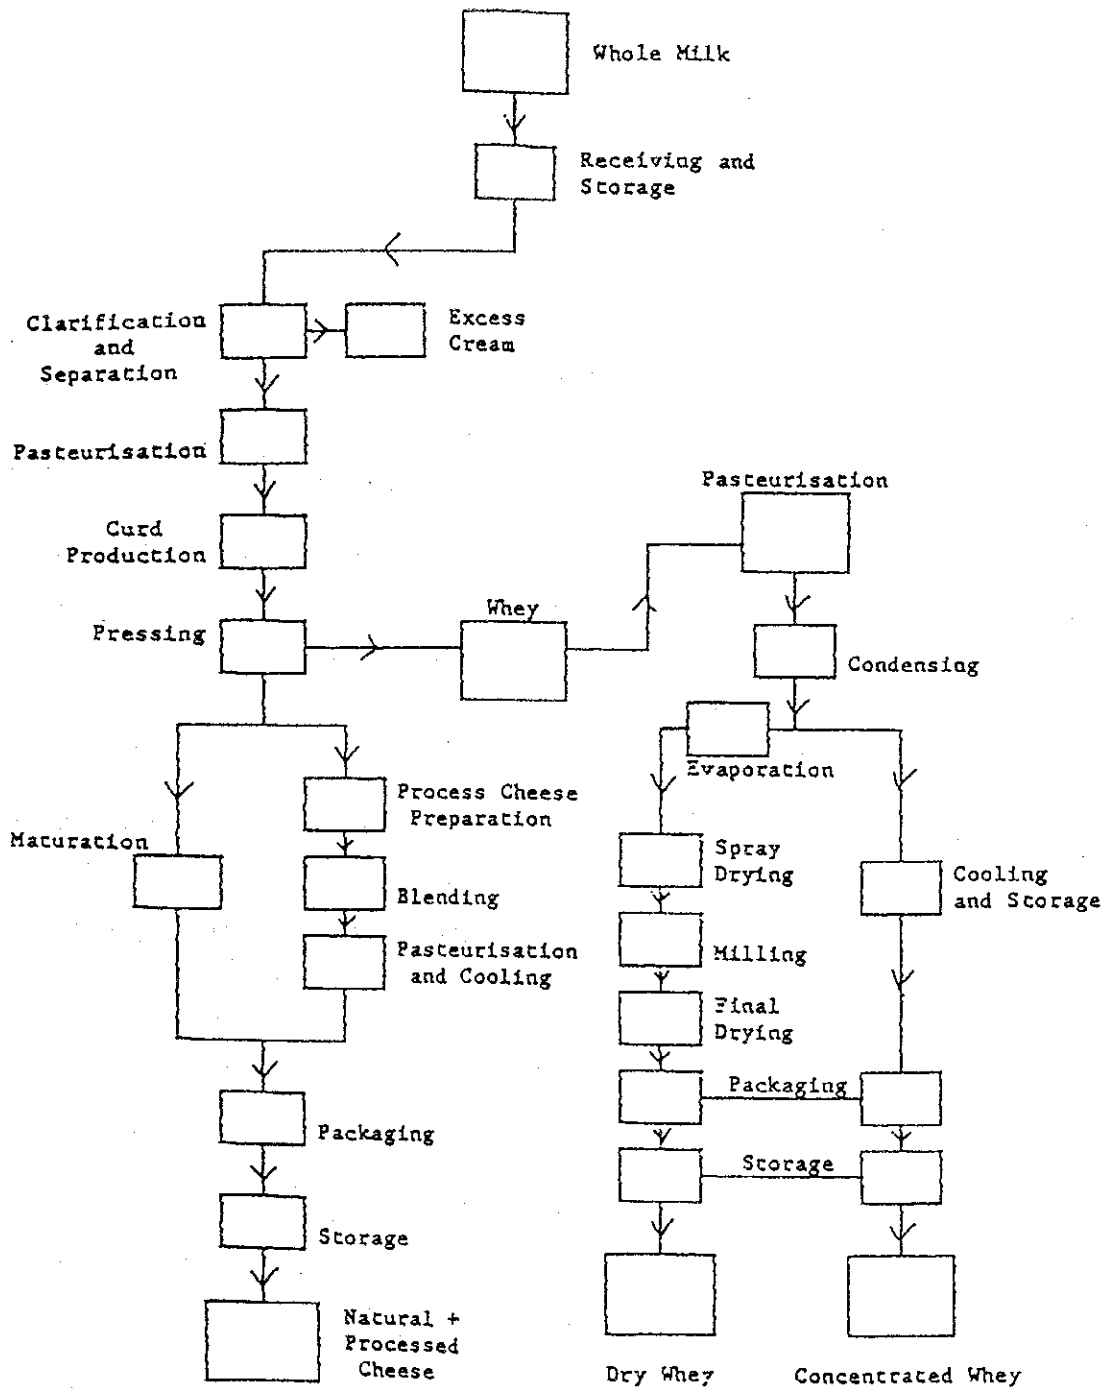 Whole Milk
Receiving and
Storage
Clarification
and
Separation
Excess
Cream
Pasteurisation
Curd
Production
Pressing
Whey
Pasteurisation
Condensing
Evaporation
Maturation
Process Cheese
Preparation
Blending
Pasteurisation
and Cooling
Spray
Drying
Milling
Final
Drying
Cooling
and Storage
Packaging
Storage
Packaging
Storage
Natural +
Processed
Cheese
Dry Whey
Concentrated Whey